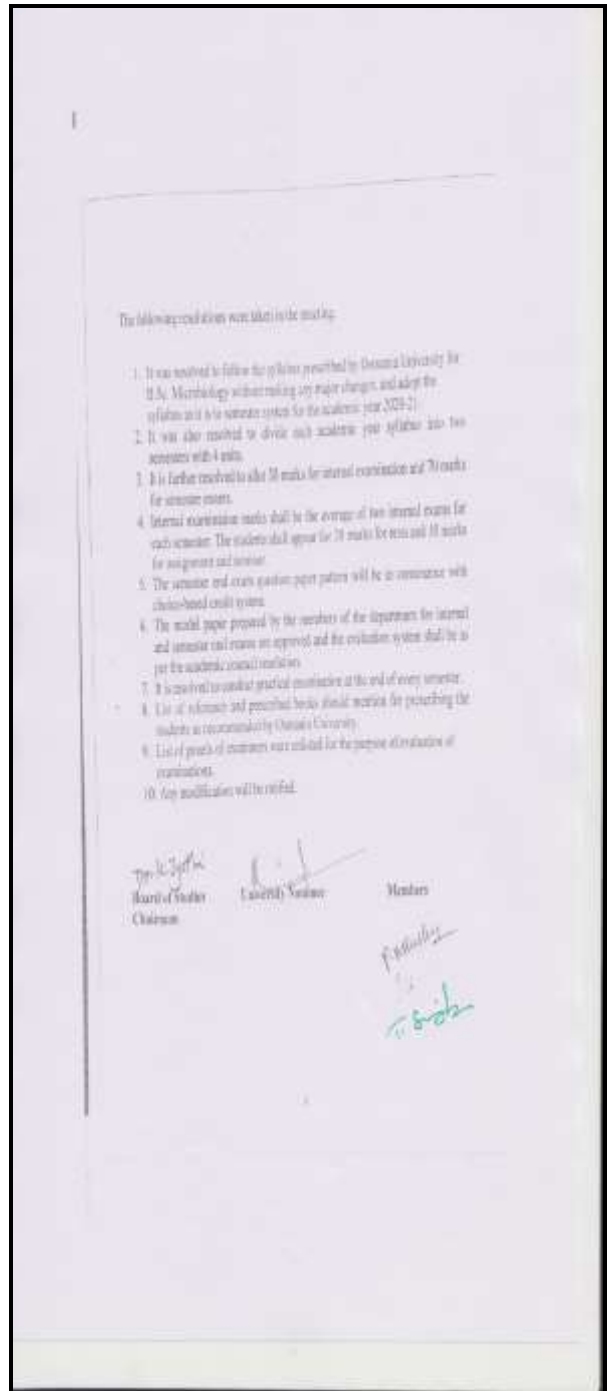 The following resolutions were taken in the meeting:
1. It was resolved to follow the syllabus prescribed by Osmania University for
B.Sc. Microbiology without making any major changes, and adopt the
syllabus as it is to semester system for the academic year 2020-21.
2. It was also resolved to divide each academic year syllabus into two
semesters with 4 units.
3. It is further resolved to allot 30 marks for internal examination and 70 marks
for semester exams.
4. Internal examination marks shall be the average of two internal exams for
each semester. The students shall appear for 20 marks for tests and 10 marks
for assignment and seminar.
5. The semester end exam question paper pattern will be in consonance with
choice-based credit system.
6. The model paper prepared by the members of the department for internal
and semester end exams are approved and the evaluation system shall be as
per the academic council resolution.
7. It is resolved to conduct practical examination at the end of every semester.
8. List of reference and prescribed books should mention for prescribing the
students as recommended by Osmania University.
9. List of panels of examiners were enlisted for the purpose of evaluation of
examinations.
10. Any modification will be ratified.
Board of Studies University Nominee Members
Chairman